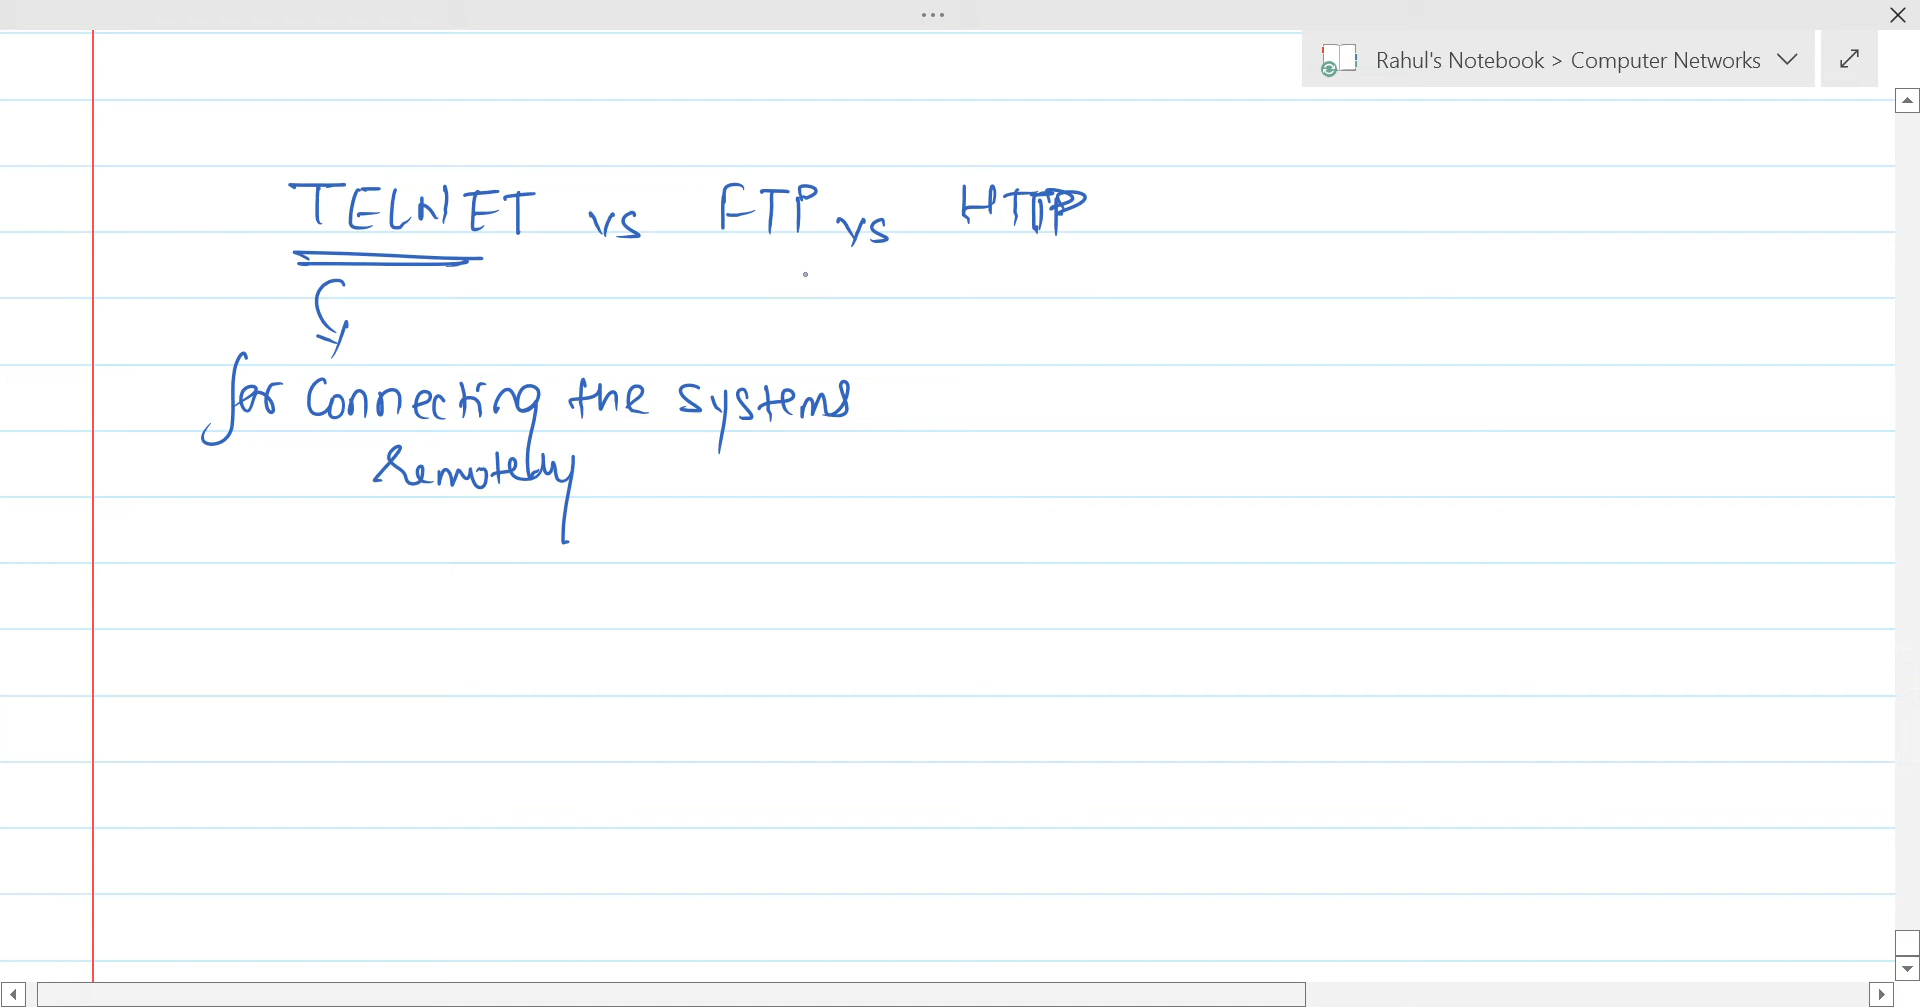 Rahul's Notebook > Computer Networks
TELNET vs FTP vs HTTP
for connecting the systems
remotely